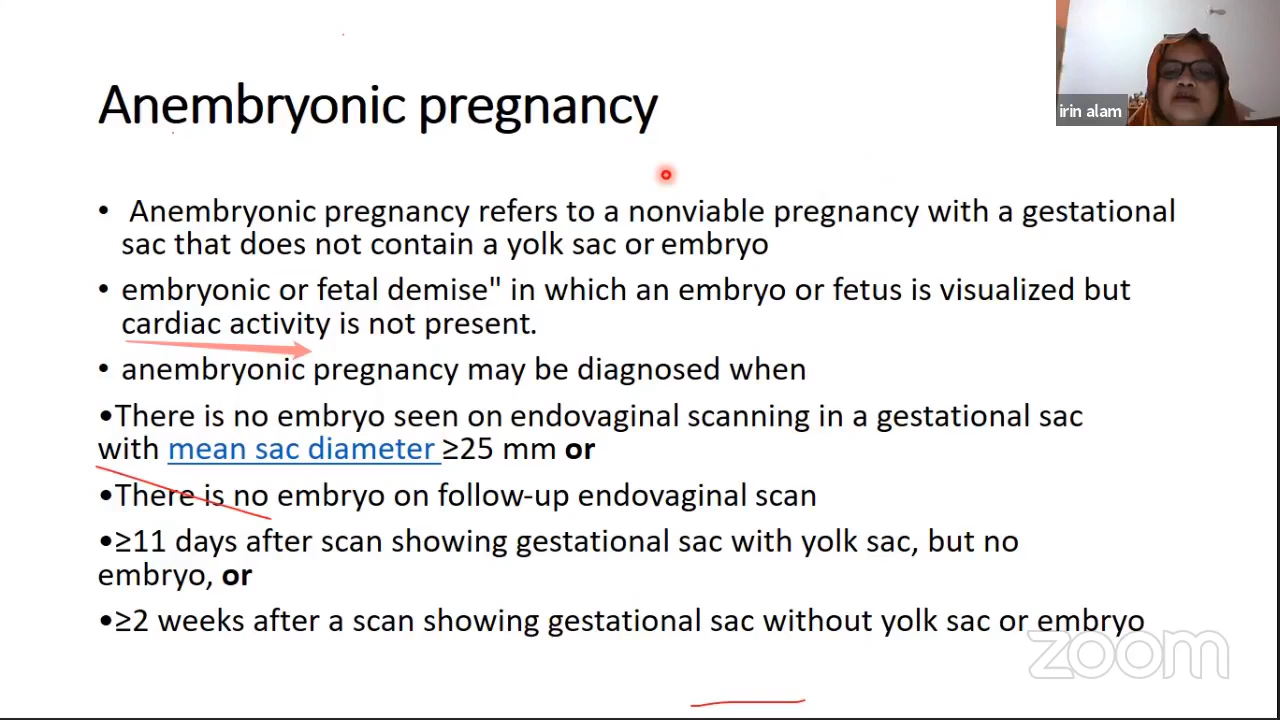 irin alam
Anembryonic pregnancy
• Anembryonic pregnancy refers to a nonviable pregnancy with a gestational
sac that does not contain a yolk sac or embryo
• embryonic or fetal demise" in which an embryo or fetus is visualized but
cardiac activity is not present.
• anembryonic pregnancy may be diagnosed when
•There is no embryo seen on endovaginal scanning in a gestational sac
with mean sac diameter ≥25 mm or
•There is no embryo on follow-up endovaginal scan
•≥11 days after scan showing gestational sac with yolk sac, but no
embryo, or
•≥2 weeks after a scan showing gestational sac without yolk sac or embryo
zoom